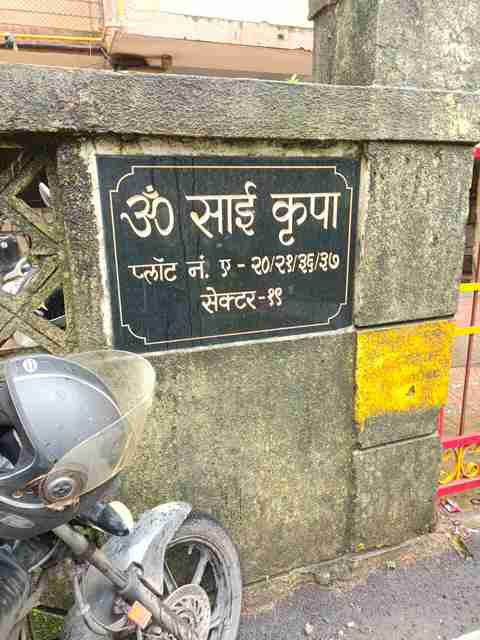 ॐ साई कृपा
प्लॉट नं. ए - २०/२१/३६/३७
सेक्टर-१९